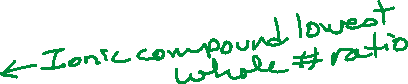 ← Ionic compound lowest
whole # ratio